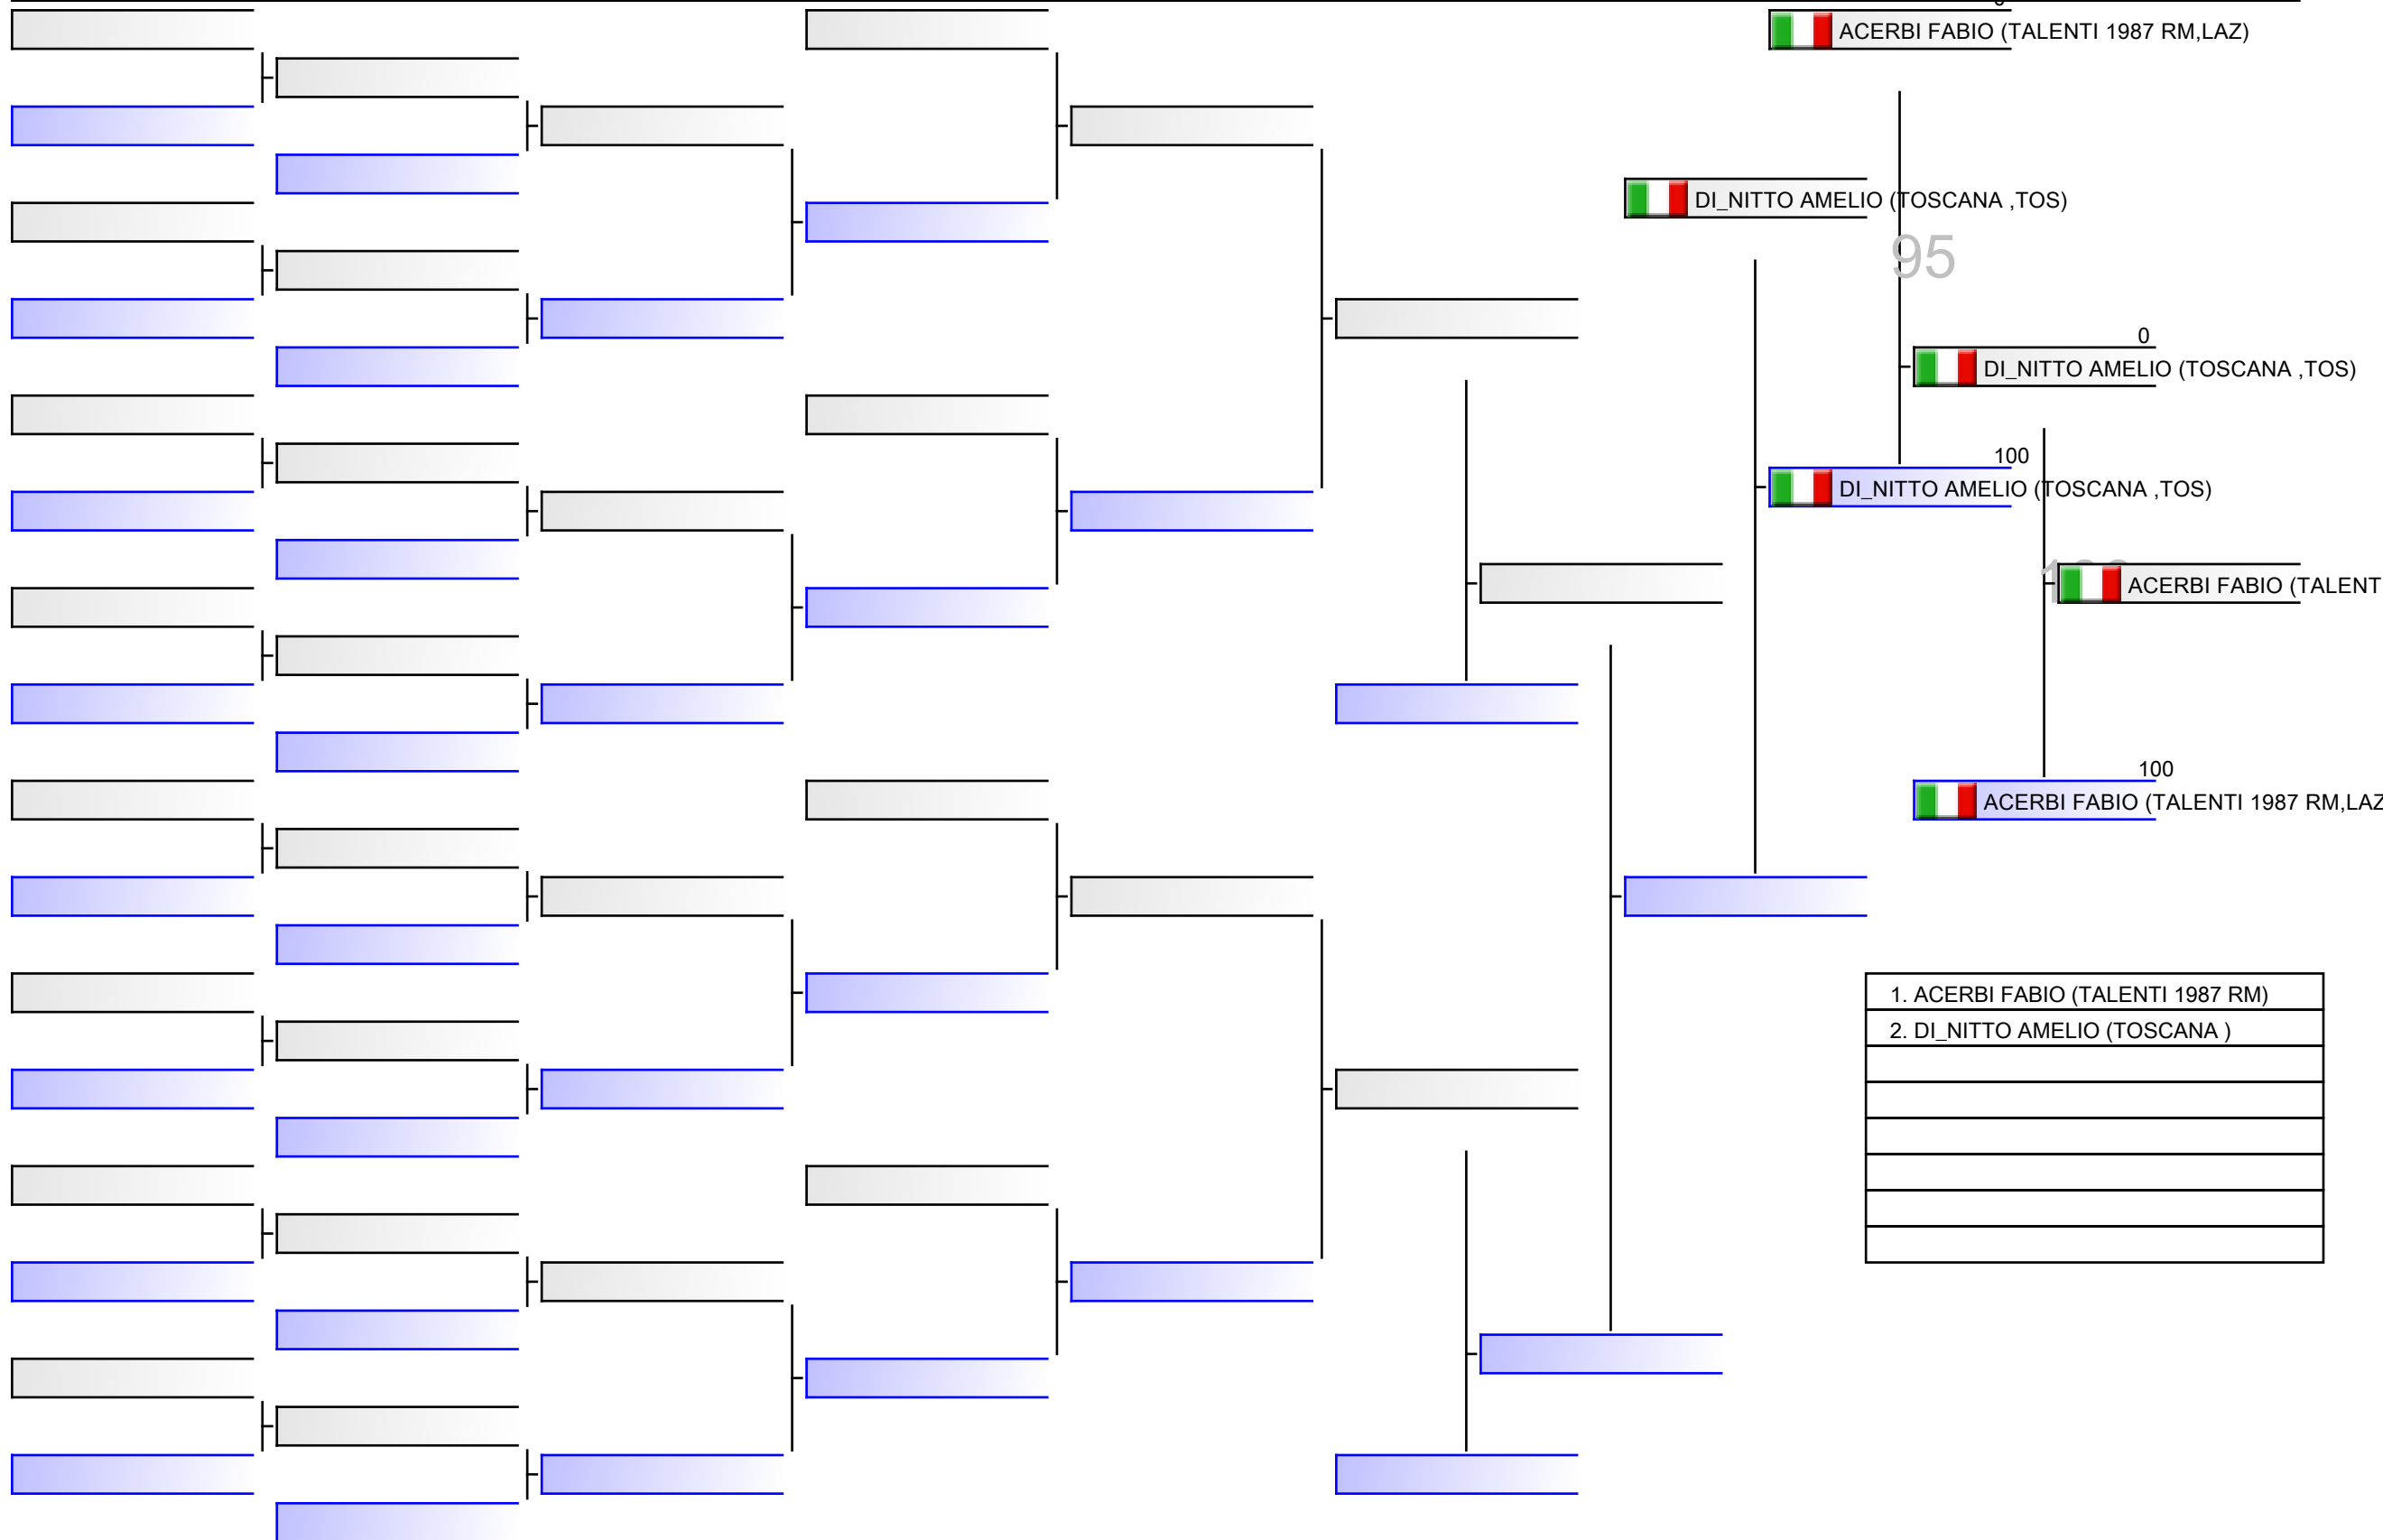 ACERBI FABIO (TALENTI 1987 RM,LAZ)
DI_NITTO AMELIO (TOSCANA ,TOS)
95
0
DI_NITTO AMELIO (TOSCANA ,TOS)
100
DI_NITTO AMELIO (TOSCANA ,TOS)
ACERBI FABIO (TALENT
100
ACERBI FABIO (TALENTI 1987 RM,LAZ
1. ACERBI FABIO (TALENTI 1987 RM)
2. DI_NITTO AMELIO (TOSCANA )